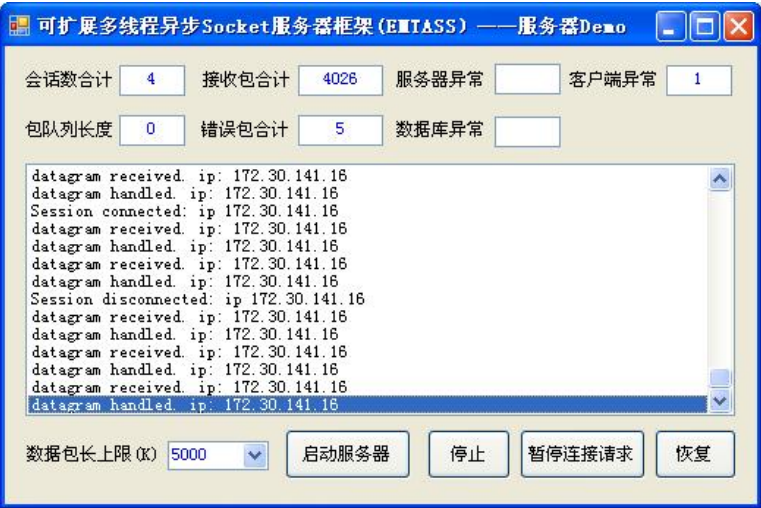 可扩展多线程异步Socket服务器框架(EMTASS) ——服务器Demo
会话数合计 4 接收包合计 4026 服务器异常 客户端异常 1
包队列长度 0 错误包合计 5 数据库异常
datagram received. ip: 172.30.141.16
datagram handled. ip: 172.30.141.16
Session connected: ip 172.30.141.16
datagram received. ip: 172.30.141.16
datagram handled. ip: 172.30.141.16
datagram received. ip: 172.30.141.16
datagram handled. ip: 172.30.141.16
Session disconnected: ip 172.30.141.16
datagram received. ip: 172.30.141.16
datagram handled. ip: 172.30.141.16
datagram received. ip: 172.30.141.16
datagram handled. ip: 172.30.141.16
datagram received. ip: 172.30.141.16
datagram handled. ip: 172.30.141.16
数据包长上限(K) 5000 启动服务器 停止 暂停连接请求 恢复